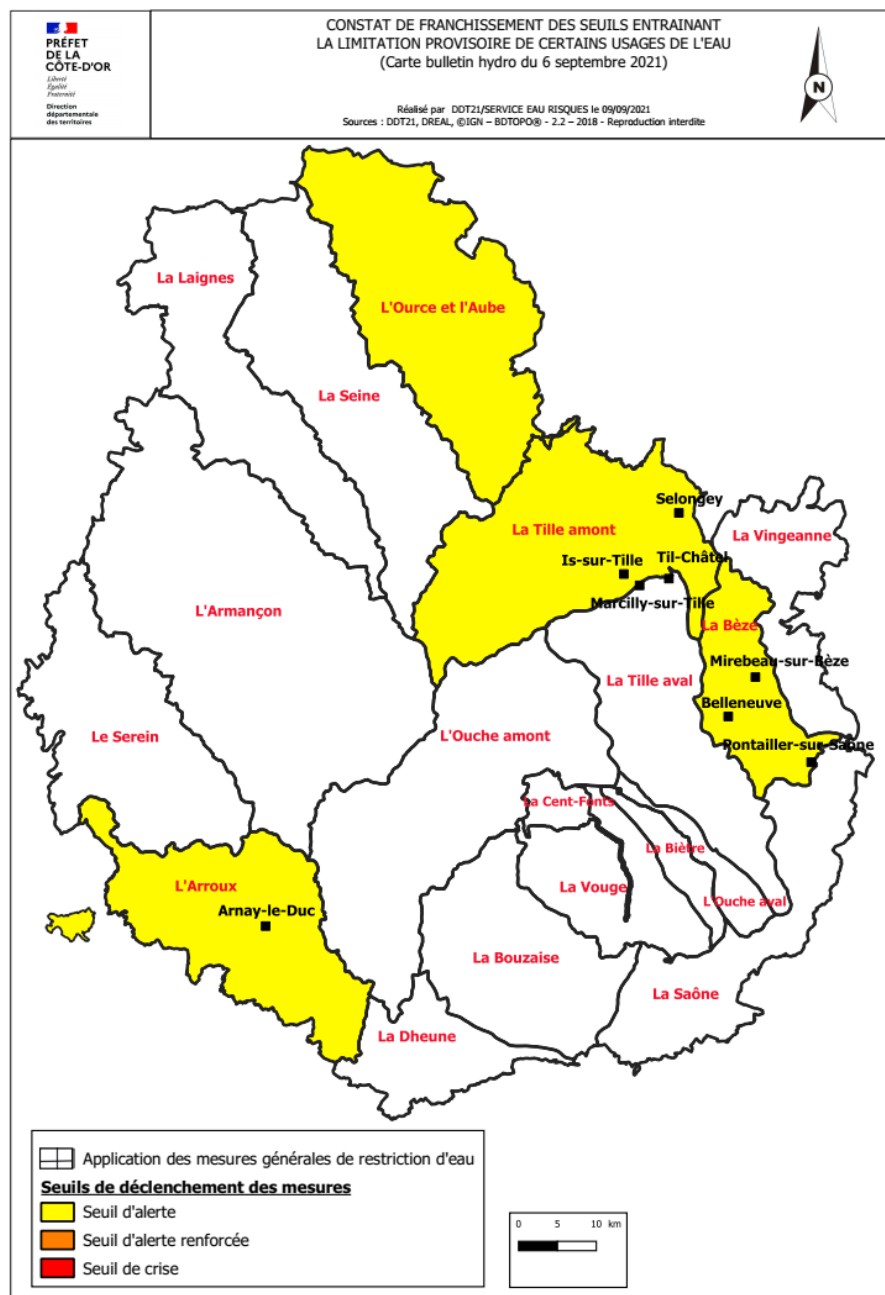 PRÉFET
DE LA
CÔTE-D'OR
Liberté
Égalité
Fraternité
Direction
départementale
des territoires
CONSTAT DE FRANCHISSEMENT DES SEUILS ENTRAINANT
LA LIMITATION PROVISOIRE DE CERTAINS USAGES DE L'EAU
(Carte bulletin hydro du 6 septembre 2021)
Réalisé par DDT21/SERVICE EAU RISQUES le 09/09/2021
Sources : DDT21, DREAL, ©IGN – BDTOPO® - 2.2 – 2018 - Reproduction interdite
N
La Laignes
L'Ource et l'Aube
La Seine
Selongey
La Tille amont
La Vingeanne
Is-sur-Tille
Til-Châtel
Marcilly-sur-Tille
L'Armançon
La Bèze
Mirebeau-sur-Bèze
La Tille aval
Belleneuve
Le Serein
L'Ouche amont
Pontailler-sur-Saône
La Cent-Fonts
La Biètre
L'Arroux
La Vouge
L'Ouche aval
Arnay-le-Duc
La Bouzaise
La Saône
La Dheune
Application des mesures générales de restriction d'eau
Seuils de déclenchement des mesures
Seuil d'alerte
Seuil d'alerte renforcée
Seuil de crise
0 5 10 km